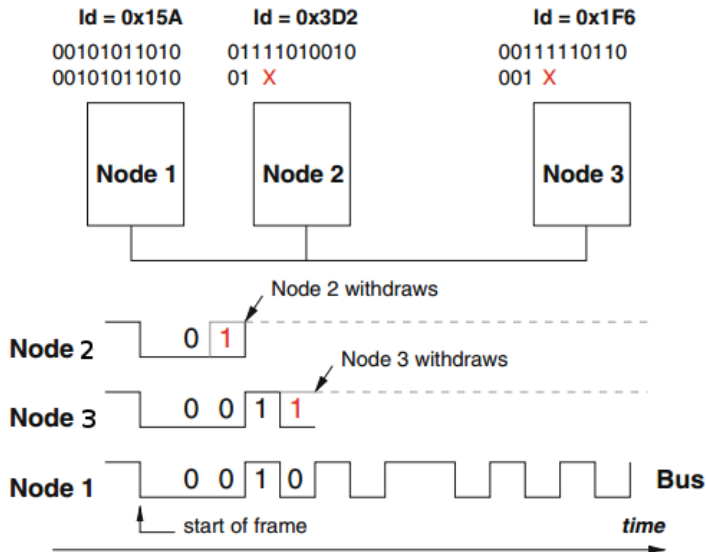 Id = 0x15A Id = 0x3D2 Id = 0x1F6
00101011010 01111010010 00111110110
00101011010 01 X 001 X
Node 1 Node 2 Node 3
Node 2 withdraws
Node 2 0 1
Node 3 withdraws
Node 3 0 0 1 1
Node 1 0 0 1 0 Bus
start of frame time